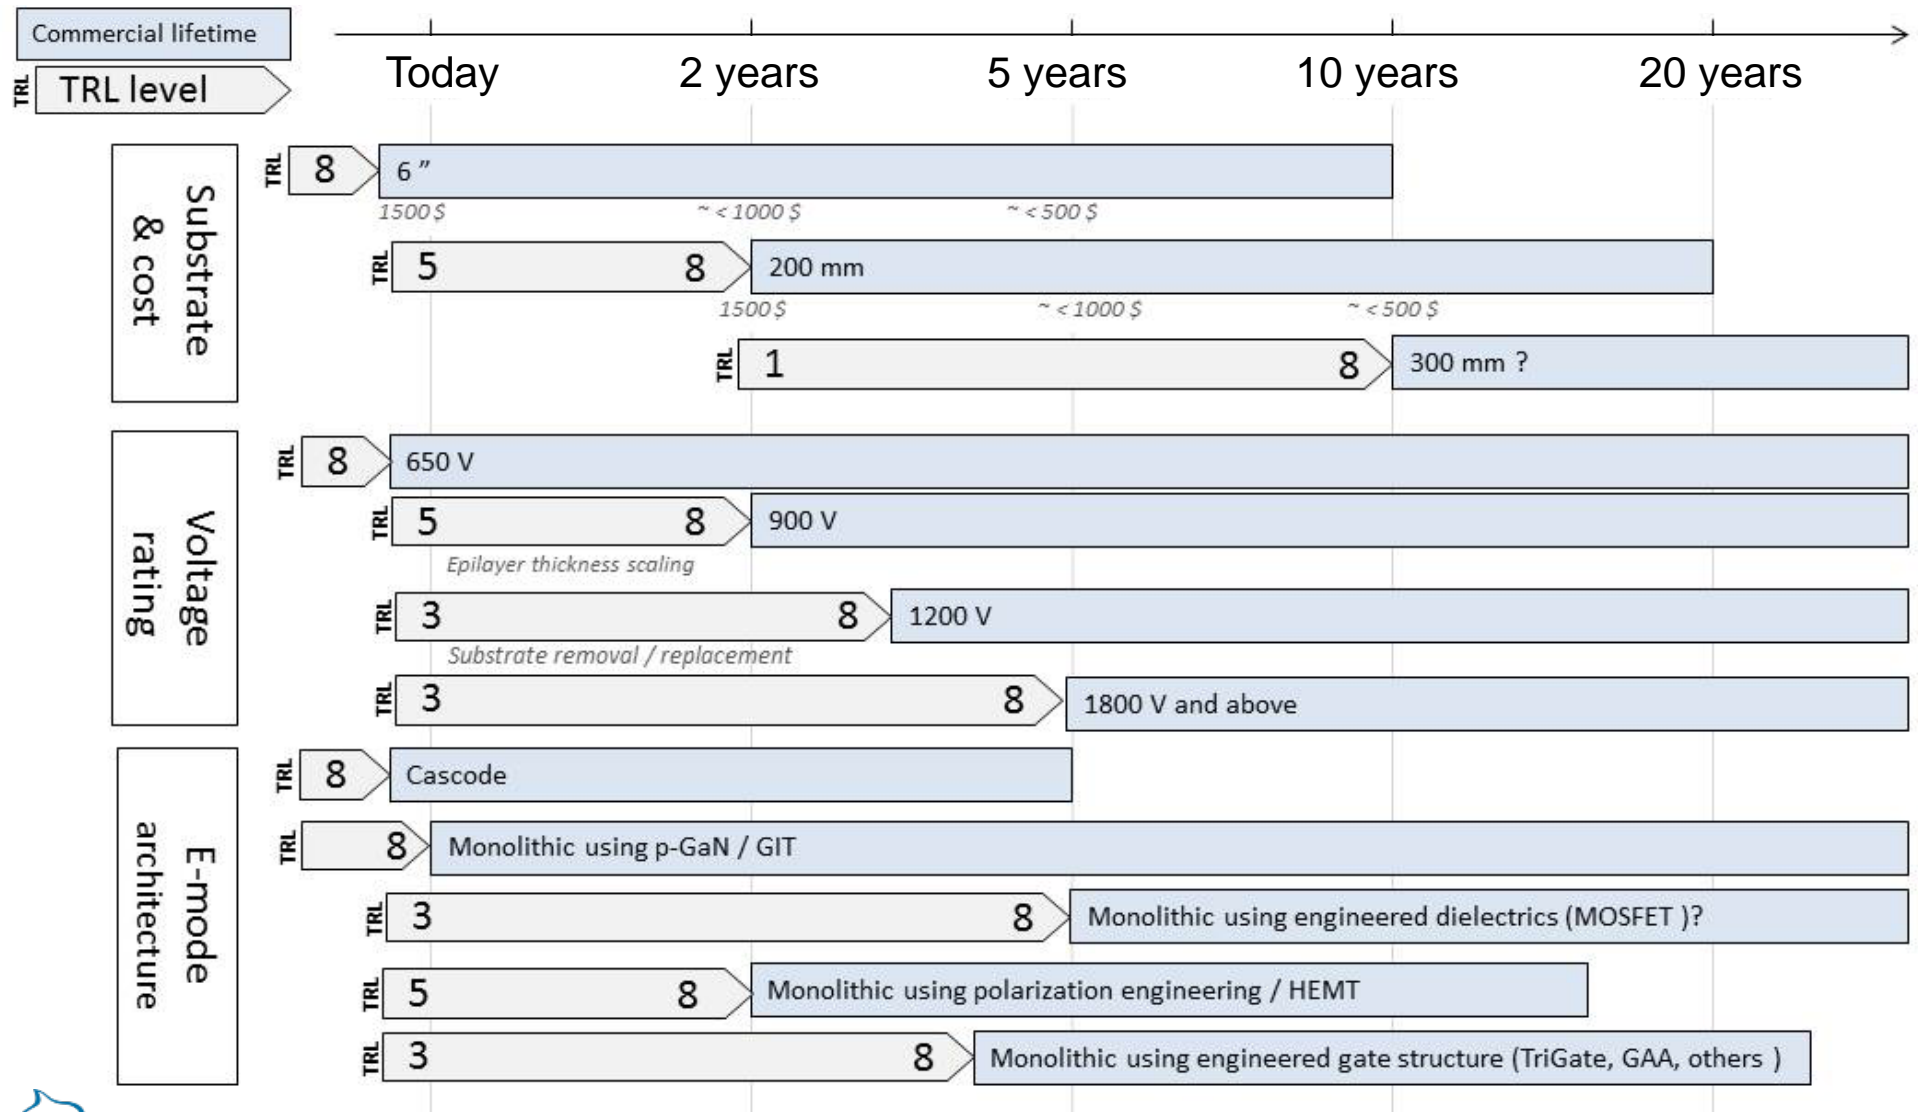 Commercial lifetime
TRL TRL level
Today 2 years 5 years 10 years 20 years
Substrate
& cost
TRL 8 6 ”
1500 $ ~ < 1000 $ ~ < 500 $
TRL 5 8 200 mm
1500 $ ~ < 1000 $ ~ < 500 $
TRL 1 8 300 mm ?
Voltage
rating
TRL 8 650 V
TRL 5 8 900 V
Epilayer thickness scaling
TRL 3 8 1200 V
Substrate removal / replacement
TRL 3 8 1800 V and above
E-mode
architecture
TRL 8 Cascode
TRL 8 Monolithic using p-GaN / GIT
TRL 3 8 Monolithic using engineered dielectrics (MOSFET )?
TRL 5 8 Monolithic using polarization engineering / HEMT
TRL 3 8 Monolithic using engineered gate structure (TriGate, GAA, others )